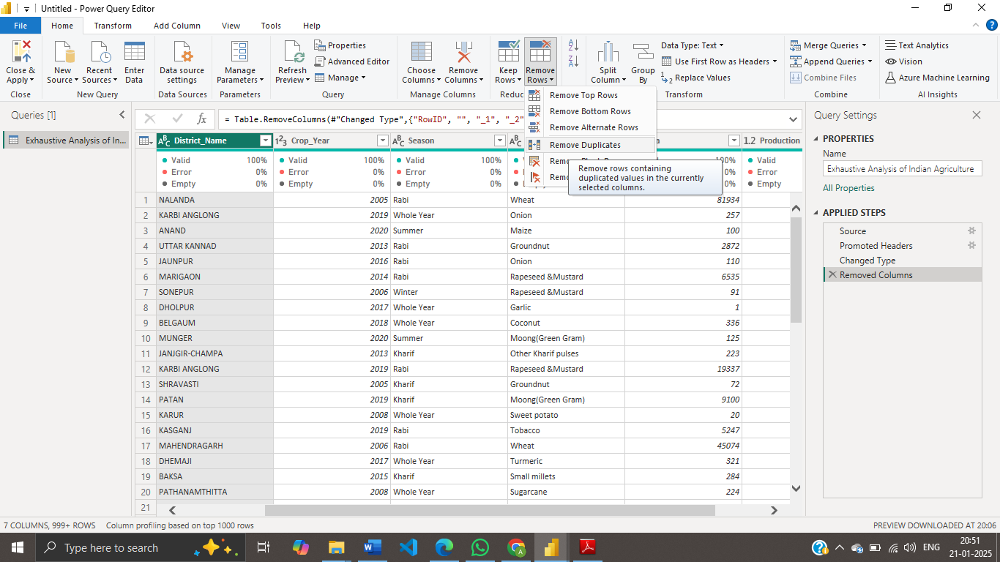 Untitled - Power Query Editor
File Home Transform Add Column View Tools Help
Close & Apply
New Source
Recent Sources
Enter Data
Data source settings
Manage Parameters
Refresh Preview
Properties
Advanced Editor
Manage
Choose Columns
Remove Columns
Keep Rows
Remove Rows
Split Column
Group By
Data Type: Text
Use First Row as Headers
Replace Values
Merge Queries
Append Queries
Combine Files
Text Analytics
Vision
Azure Machine Learning
Close New Query Data Sources Parameters Query Manage Columns Reduc Transform Combine AI Insights
Remove Top Rows
Remove Bottom Rows
Remove Alternate Rows
Remove Duplicates
Remove rows containing
duplicated values in the currently
selected columns.
Queries [1]
Exhaustive Analysis of In...
fx = Table.RemoveColumns(#"Changed Type",{"RowID", "", "_1", "_2"
ABC District_Name 123 Crop_Year ABC Season ABC 1.2 Production
Valid 100% Valid 100% Valid 100% 100% Valid
Error 0% Error 0% Error 0% 0% Error
Empty 0% Empty 0% Empty 0% 0% Empty
1 NALANDA 2005 Rabi Wheat 81934
2 KARBI ANGLONG 2019 Whole Year Onion 257
3 ANAND 2020 Summer Maize 100
4 UTTAR KANNAD 2013 Rabi Groundnut 2872
5 JAUNPUR 2016 Rabi Onion 110
6 MARIGAON 2014 Rabi Rapeseed &Mustard 6535
7 SONEPUR 2006 Winter Rapeseed &Mustard 91
8 DHOLPUR 2017 Whole Year Garlic 1
9 BELGAUM 2018 Whole Year Coconut 336
10 MUNGER 2020 Summer Moong(Green Gram) 125
11 JANJGIR-CHAMPA 2013 Kharif Other Kharif pulses 223
12 KARBI ANGLONG 2019 Rabi Rapeseed &Mustard 19337
13 SHRAVASTI 2005 Kharif Groundnut 72
14 PATAN 2019 Kharif Moong(Green Gram) 9100
15 KARUR 2008 Whole Year Sweet potato 20
16 KASGANJ 2019 Rabi Tobacco 5247
17 MAHENDRAGARH 2006 Rabi Wheat 45074
18 DHEMAJI 2017 Whole Year Turmeric 321
19 BAKSA 2015 Kharif Small millets 284
20 PATHANAMTHITTA 2008 Whole Year Sugarcane 224
21
Query Settings
PROPERTIES
Name
Exhaustive Analysis of Indian Agriculture
All Properties
APPLIED STEPS
Source
Promoted Headers
Changed Type
Removed Columns
7 COLUMNS, 999+ ROWS Column profiling based on top 1000 rows PREVIEW DOWNLOADED AT 20:06
Type here to search
ENG
20:51
21-01-2025